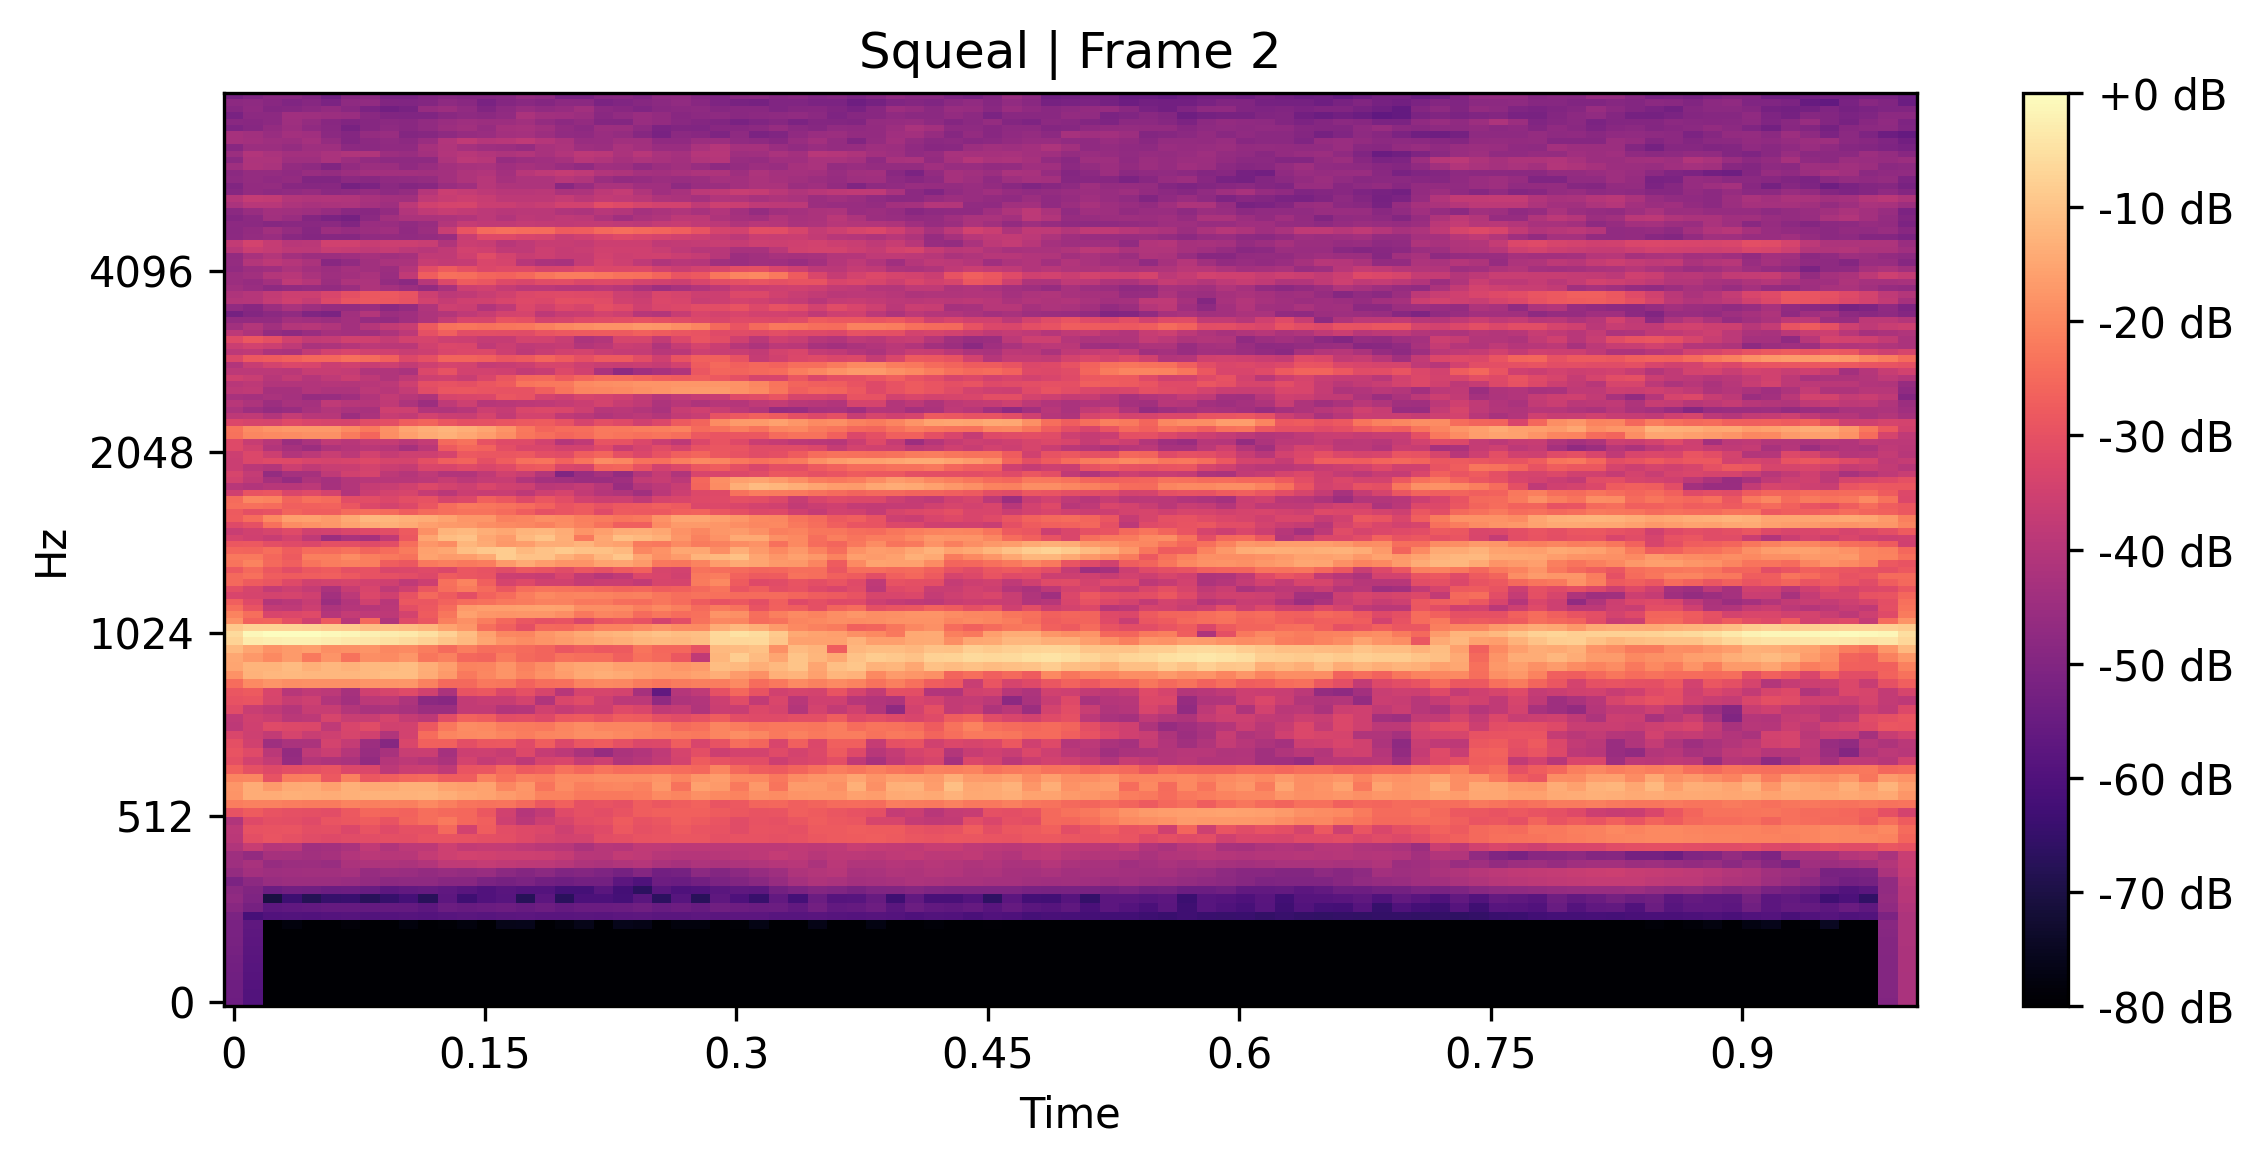 Squeal | Frame 2
Hz
4096
2048
1024
512
0
0 0.15 0.3 0.45 0.6 0.75 0.9
Time
+0 dB
-10 dB
-20 dB
-30 dB
-40 dB
-50 dB
-60 dB
-70 dB
-80 dB